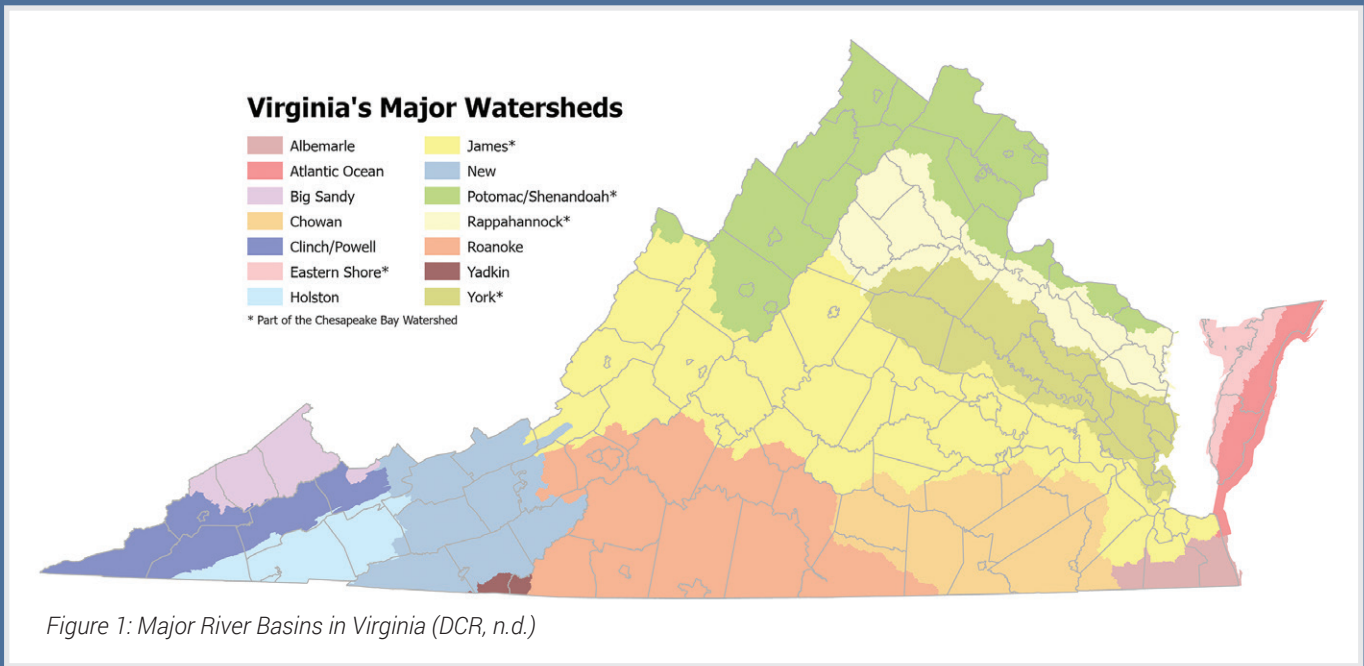 Virginia's Major Watersheds
Albemarle
Atlantic Ocean
Big Sandy
Chowan
Clinch/Powell
Eastern Shore*
Holston
James*
New
Potomac/Shenandoah*
Rappahannock*
Roanoke
Yadkin
York*
* Part of the Chesapeake Bay Watershed
Figure 1: Major River Basins in Virginia (DCR, n.d.)